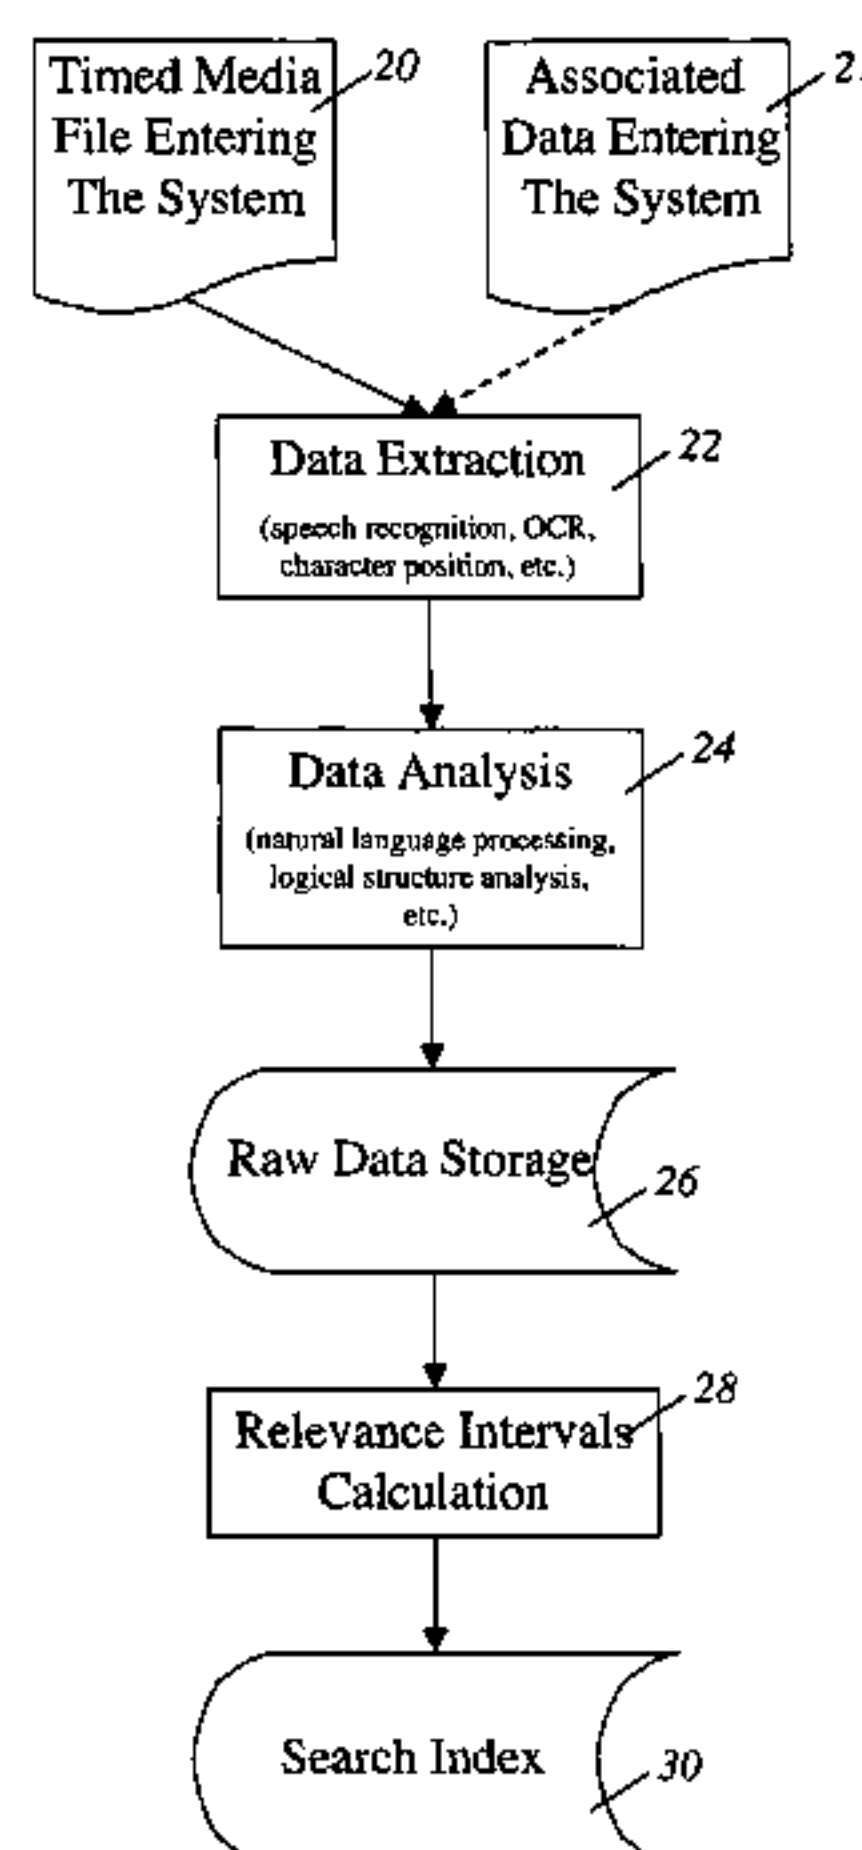 Timed Media
File Entering
The System
20
Associated
Data Entering
The System
Data Extraction
(speech recognition, OCR,
character position, etc.)
22
Data Analysis
(natural language processing,
logical structure analysis,
etc.)
24
Raw Data Storage
26
Relevance Intervals
Calculation
28
Search Index
30